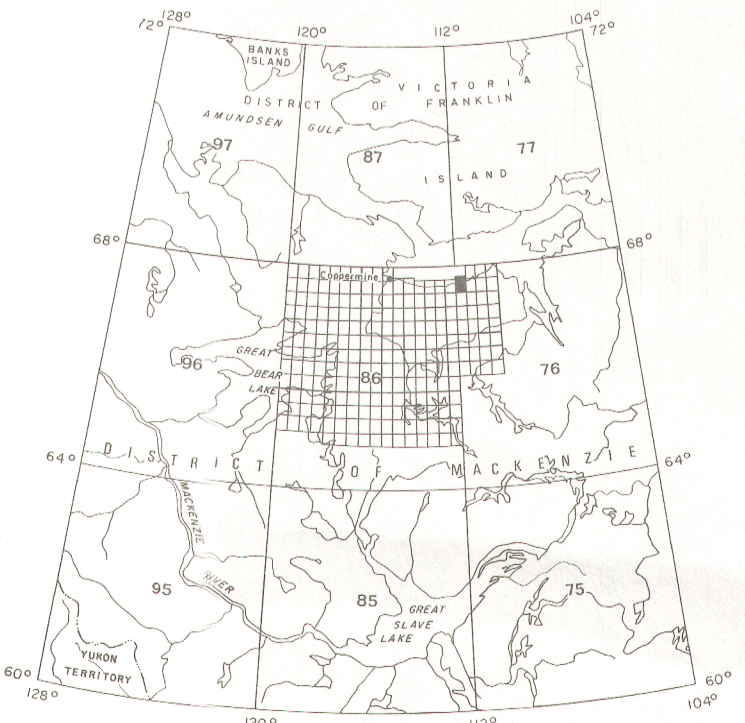 128°
120°
112°
104°
72°
72°
BANKS
ISLAND
VICTORIA
DISTRICT OF FRANKLIN
AMUNDSEN GULF
97
87
77
ISLAND
68°
68°
Coppermine
GREAT
BEAR
LAKE
96
86
76
DISTRICT OF MACKENZIE
64°
64°
MACKENZIE
RIVER
95
85
75
GREAT
SLAVE
LAKE
YUKON
TERRITORY
60°
60°
128°
120°
112°
104°